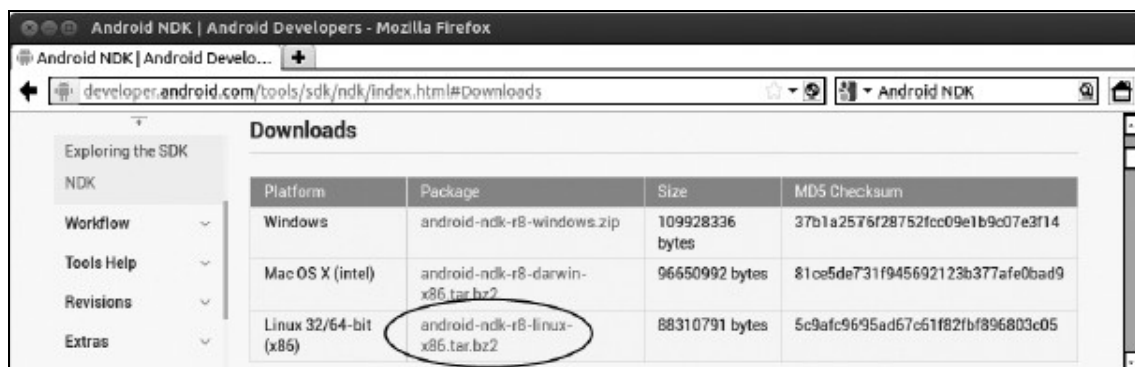 Android NDK | Android Developers - Mozilla Firefox
Android NDK | Android Develo...
developer.android.com/tools/sdk/ndk/index.html#Downloads
Android NDK
Exploring the SDK
NDK
Workflow
Tools Help
Revisions
Extras
Downloads
Platform Package Size MD5 Checksum
Windows android-ndk-r8-windows.zip 109928336 37b1a2576f28752fcc09e1b9c07e3f14
bytes
Mac OS X (intel) android-ndk-r8-darwin- 96650992 bytes 81ce5de731f945692123b377afe0bad9
x86.tar.bz2
Linux 32/64-bit android-ndk-r8-linux- 88310791 bytes 5c9afc9695ad67c61f82fbf896803c05
(x86) x86.tar.bz2